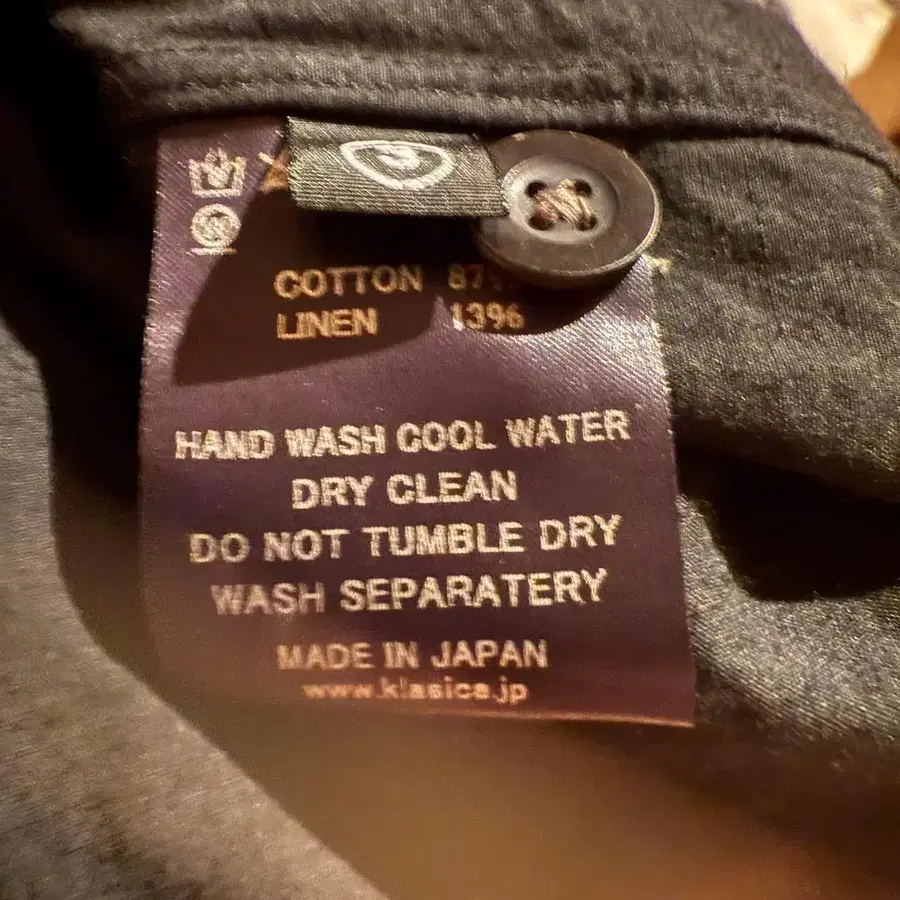 COTTON 87%
LINEN 13%
HAND WASH COOL WATER
DRY CLEAN
DO NOT TUMBLE DRY
WASH SEPARATERY
MADE IN JAPAN
www.klasica.jp